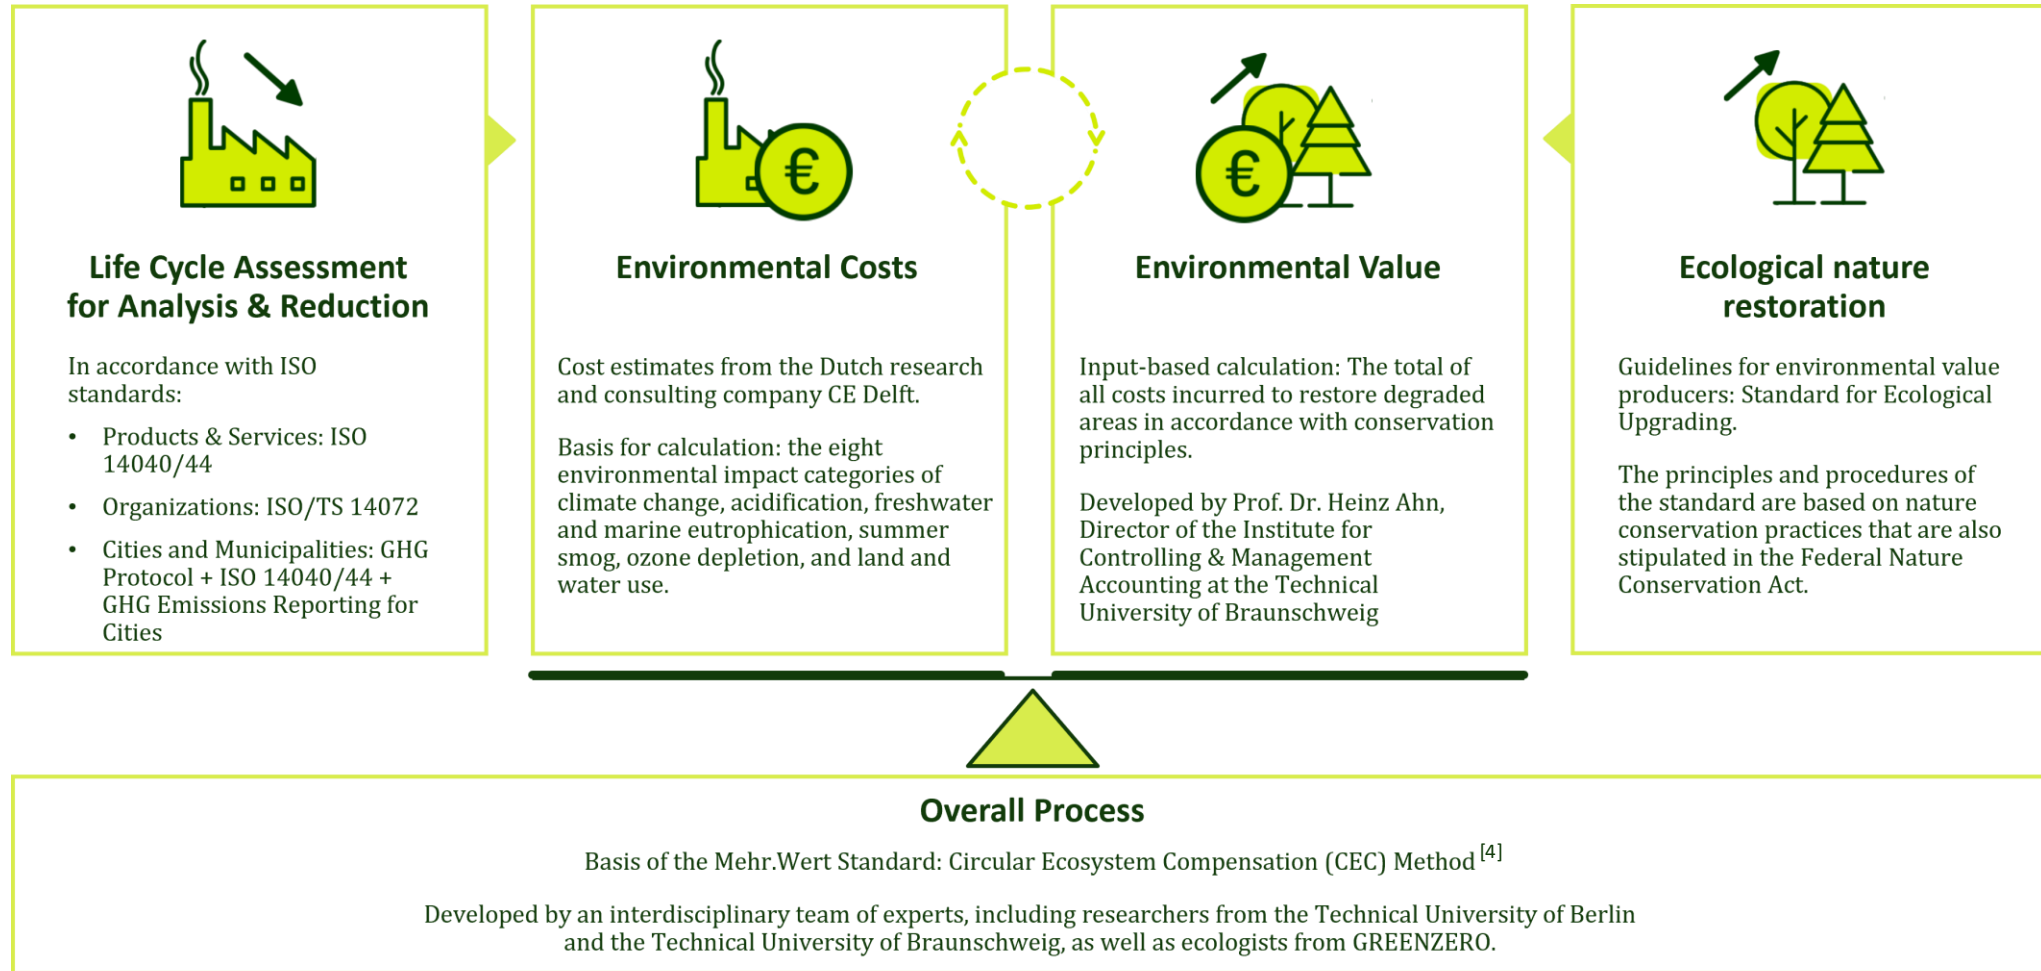 €
€
Life Cycle Assessment
for Analysis & Reduction
In accordance with ISO
standards:
• Products & Services: ISO
14040/44
• Organizations: ISO/TS 14072
• Cities and Municipalities: GHG
Protocol + ISO 14040/44 +
GHG Emissions Reporting for
Cities
Environmental Costs
Cost estimates from the Dutch research
and consulting company CE Delft.
Basis for calculation: the eight
environmental impact categories of
climate change, acidification, freshwater
and marine eutrophication, summer
smog, ozone depletion, and land and
water use.
Environmental Value
Input-based calculation: The total of
all costs incurred to restore degraded
areas in accordance with conservation
principles.
Developed by Prof. Dr. Heinz Ahn,
Director of the Institute for
Controlling & Management
Accounting at the Technical
University of Braunschweig
Ecological nature
restoration
Guidelines for environmental value
producers: Standard for Ecological
Upgrading.
The principles and procedures of
the standard are based on nature
conservation practices that are also
stipulated in the Federal Nature
Conservation Act.
Overall Process
Basis of the Mehr.Wert Standard: Circular Ecosystem Compensation (CEC) Method [4]
Developed by an interdisciplinary team of experts, including researchers from the Technical University of Berlin
and the Technical University of Braunschweig, as well as ecologists from GREENZERO.